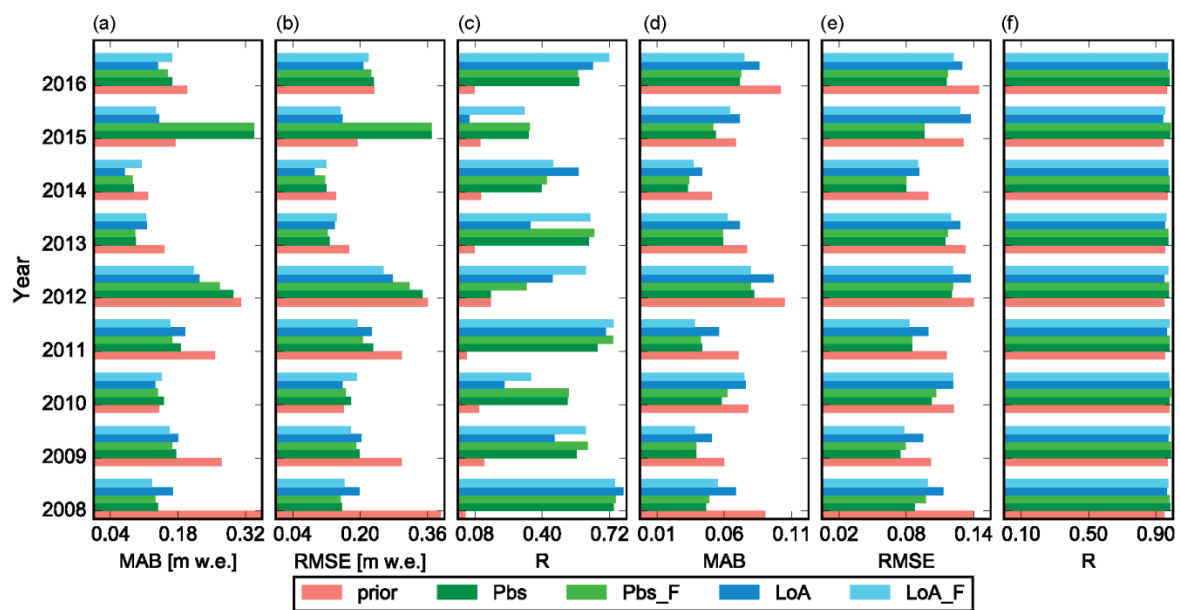 (a) (b) (c) (d) (e) (f)
Year
2016
2015
2014
2013
2012
2011
2010
2009
2008
0.04 0.18 0.32 0.04 0.20 0.36 0.08 0.40 0.72 0.01 0.06 0.11 0.02 0.08 0.14 0.10 0.50 0.90
MAB [m w.e.] RMSE [m w.e.] R MAB RMSE R
prior Pbs Pbs_F LoA LoA_F